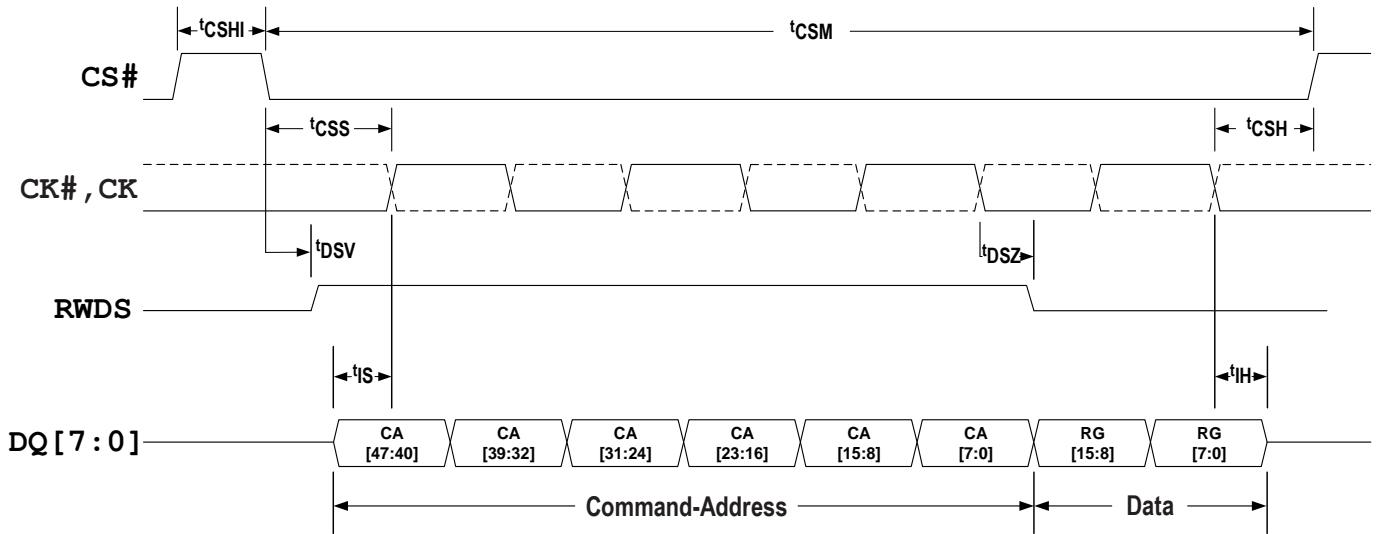 tCSHI
tCSM
CS#
tCSS
tCSH
CK#,CK
tDSV
tDSZ
RWDS
tIS
tIH
DQ[7:0]
CA
[47:40]
CA
[39:32]
CA
[31:24]
CA
[23:16]
CA
[15:8]
CA
[7:0]
RG
[15:8]
RG
[7:0]
Command-Address
Data